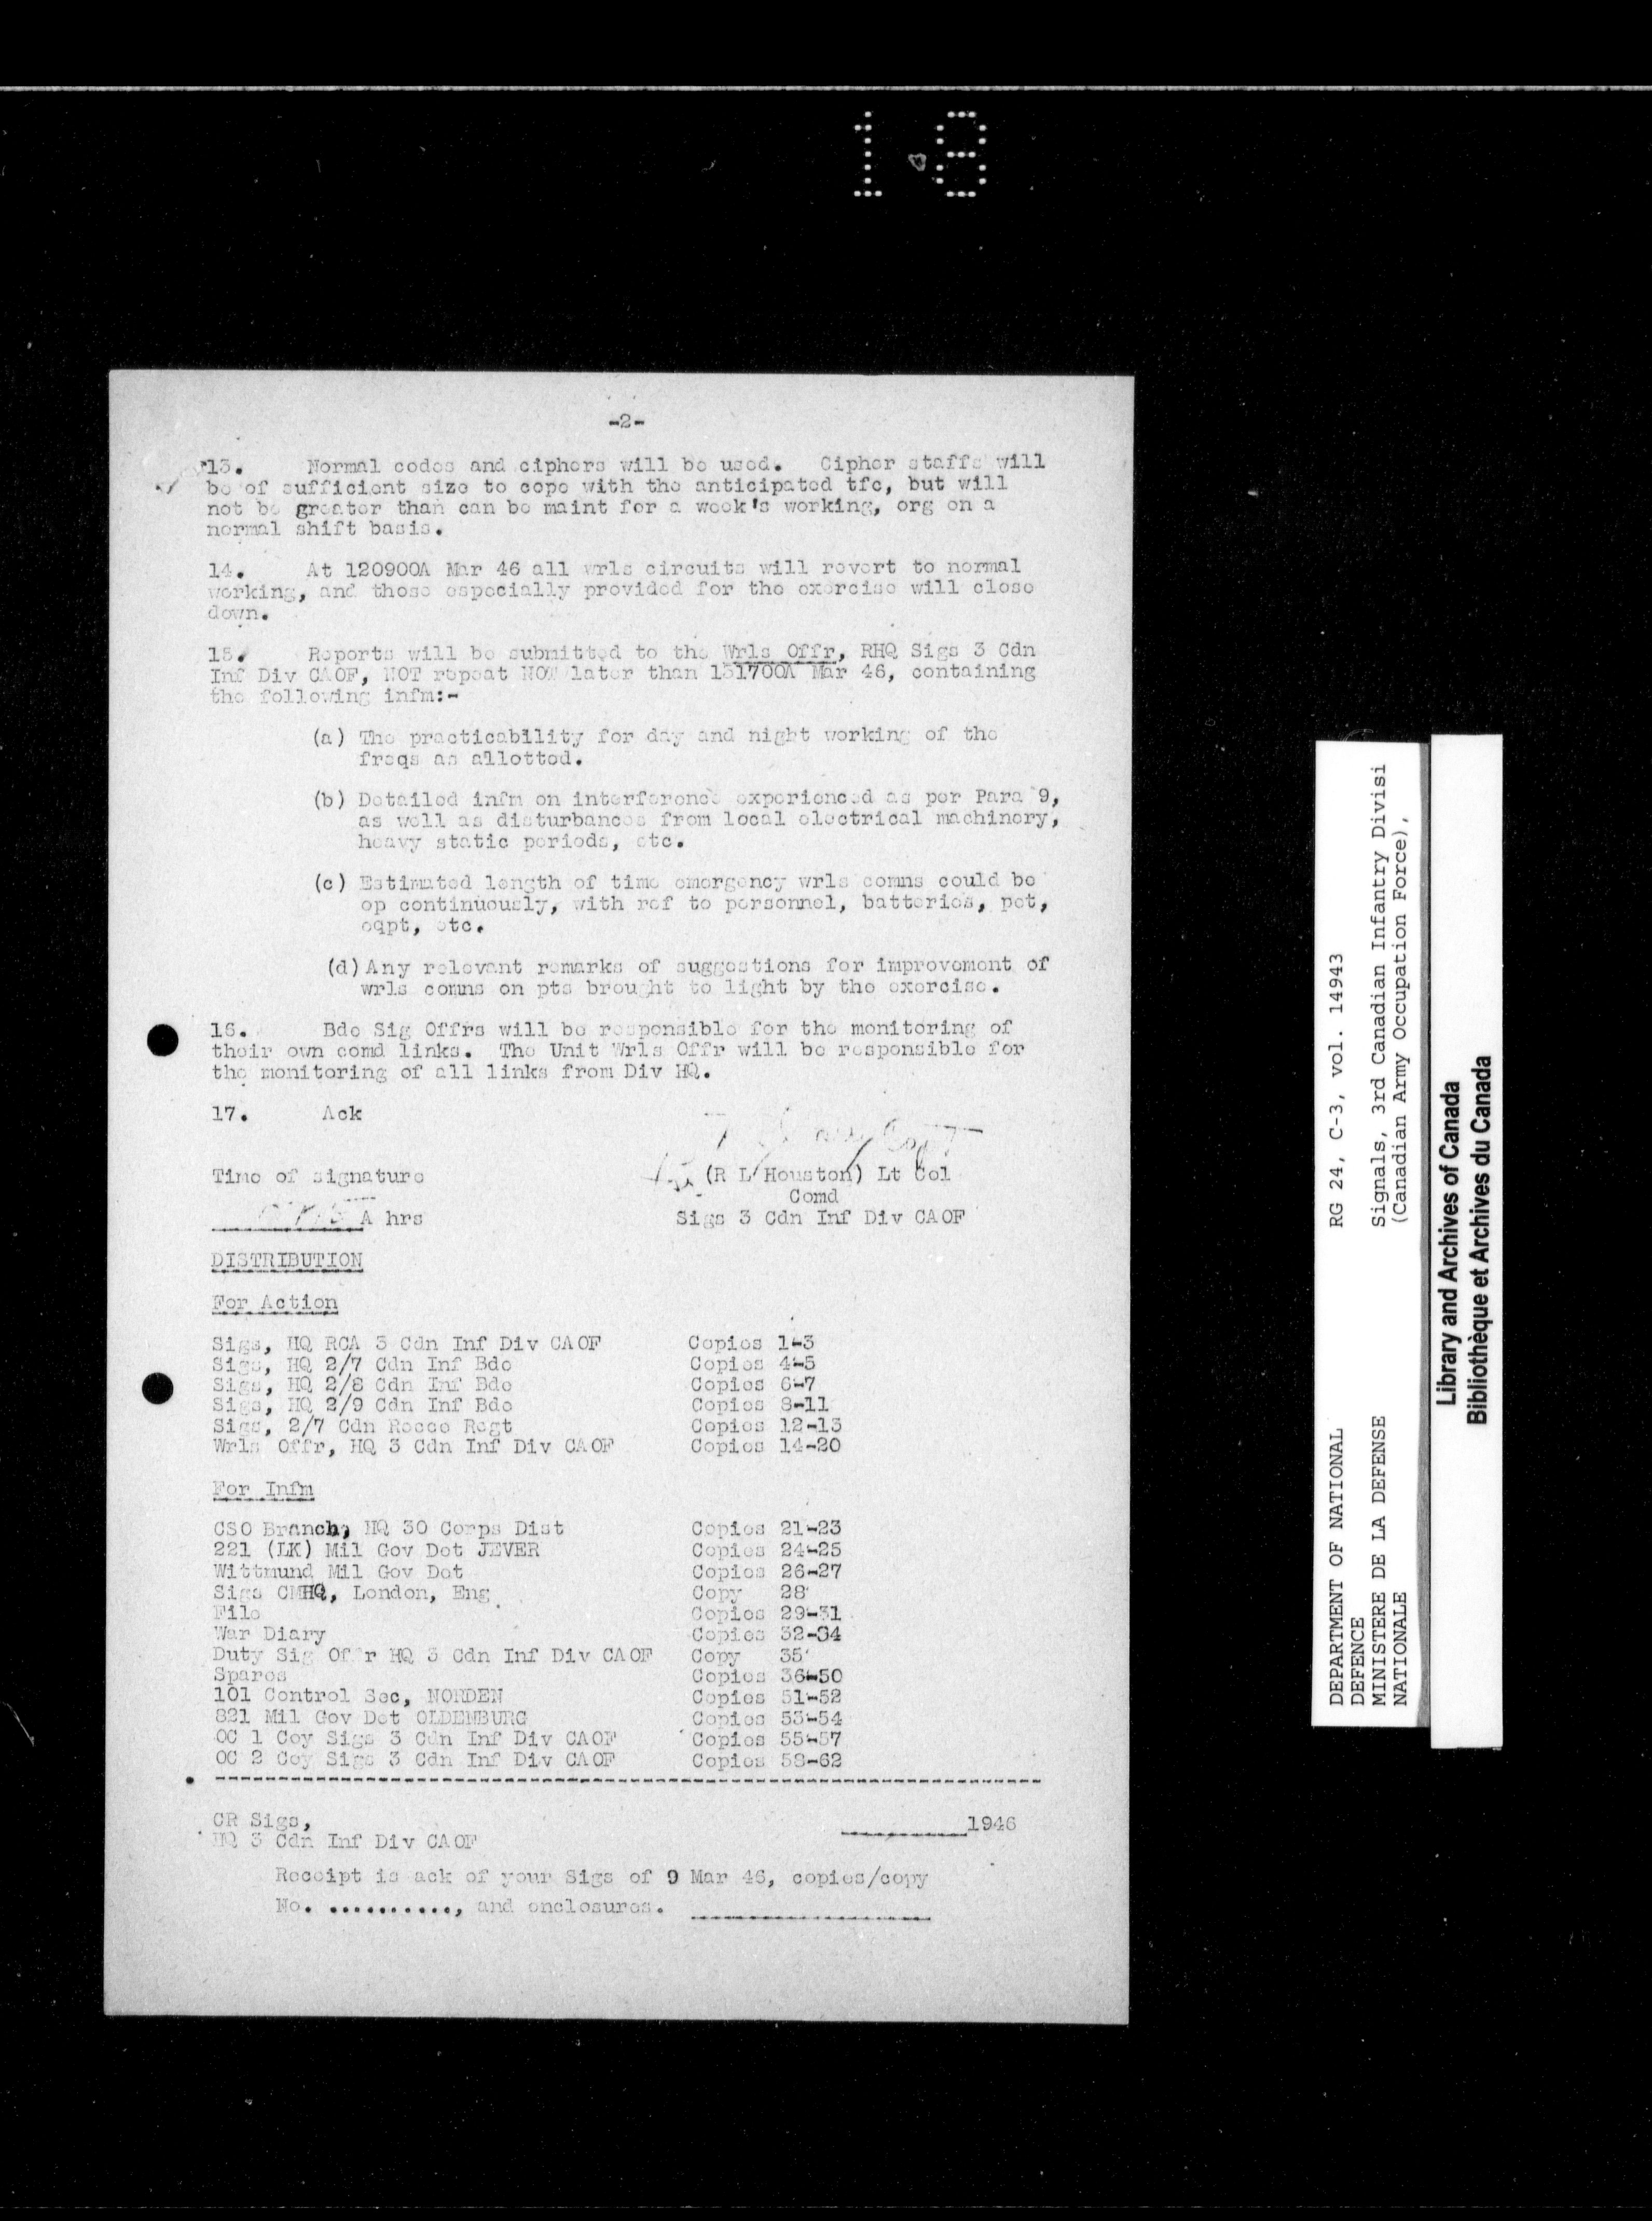 1 8
-2-
13. Normal codes and ciphers will be used. Cipher staffs will
be of sufficient size to cope with the anticipated tfc, but will
not be greater than can be maint for a week's working, org on a
normal shift basis.
14. At 120900A Mar 46 all wrls circuits will revert to normal
working, and those especially provided for the exercise will close
down.
15. Reports will be submitted to the Wrls Offr, RHQ Sigs 3 Cdn
Inf Div CAOF, NOT repeat NOT later than 131700A Mar 46, containing
the following infm:-
(a) The practicability for day and night working of the
freqs as allotted.
(b) Detailed infm on interference experienced as per Para 9,
as well as disturbances from local electrical machinery,
heavy static periods, etc.
(c) Estimated length of time emergency wrls comns could be
op continuously, with ref to personnel, batteries, pet,
eqpt, etc.
(d) Any relevant remarks of suggestions for improvement of
wrls comns on pts brought to light by the exercise.
16. Bde Sig Offrs will be responsible for the monitoring of
their own comd links. The Unit Wrls Offr will be responsible for
the monitoring of all links from Div HQ.
17. Ack
Time of signature
(R L Houston) Lt Col
Comd
A hrs
Sigs 3 Cdn Inf Div CAOF
DISTRIBUTION
For Action
Sigs, HQ RCA 3 Cdn Inf Div CAOF Copies 1-3
Sigs, HQ 2/7 Cdn Inf Bde Copies 4-5
Sigs, HQ 2/8 Cdn Inf Bde Copies 6-7
Sigs, HQ 2/9 Cdn Inf Bde Copies 8-11
Sigs, 2/7 Cdn Recce Regt Copies 12-13
Wrls Offr, HQ 3 Cdn Inf Div CAOF Copies 14-20
For Infm
CSO Branch, HQ 30 Corps Dist Copies 21-23
221 (LK) Mil Gov Det JEVER Copies 24-25
Wittmund Mil Gov Det Copies 26-27
Sigs CMHQ, London, Eng Copy 28
File Copies 29-31
War Diary Copies 32-34
Duty Sig Offr HQ 3 Cdn Inf Div CAOF Copy 35
Spares Copies 36-50
101 Control Sec, NORDEN Copies 51-52
821 Mil Gov Det OLDENBURG Copies 53-54
OC 1 Coy Sigs 3 Cdn Inf Div CAOF Copies 55-57
OC 2 Coy Sigs 3 Cdn Inf Div CAOF Copies 58-62
CR Sigs,
1946
HQ 3 Cdn Inf Div CAOF
Receipt is ack of your Sigs of 9 Mar 46, copies/copy
No. .........., and enclosures.
DEPARTMENT OF NATIONAL
DEFENCE
MINISTERE DE LA DEFENSE
NATIONALE
RG 24, C-3, vol. 14943
Signals, 3rd Canadian Infantry Divisi
(Canadian Army Occupation Force),
Library and Archives of Canada
Bibliothèque et Archives du Canada